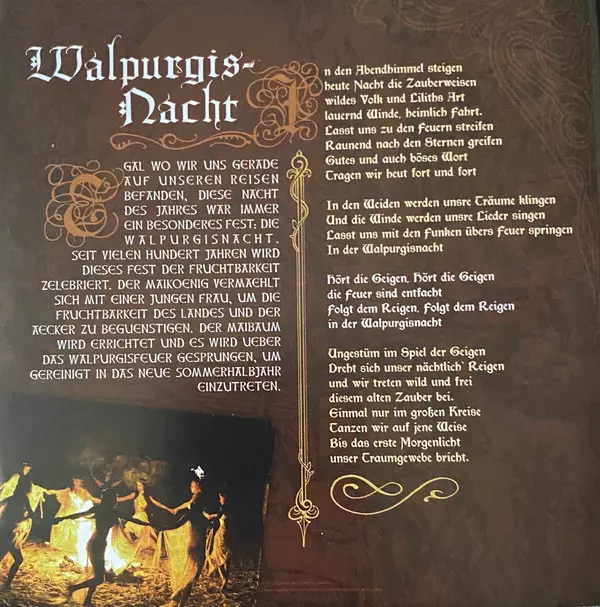 Walpurgis-
Nacht
EGAL WO WIR UNS GERADE
AUF UNSEREN REISEN
BEFANDEN, DIESE NACHT
DES JAHRES WAR IMMER
EIN BESONDERES FEST: DIE
WALPURGISNACHT.
SEIT VIELEN HUNDERT JAHREN WIRD
DIESES FEST DER FRUCHTBARKEIT
ZELEBRIERT. DER MAIKOENIG VERMAEHLT
SICH MIT EINER JUNGEN FRAU, UM DIE
FRUCHTBARKEIT DES LANDES UND DER
AECKER ZU BEGUENSTIGEN. DER MAIBAUM
WIRD ERRICHTET UND ES WIRD UEBER
DAS WALPURGISFEUER GESPRUNGEN, UM
GEREINIGT IN DAS NEUE SOMMERHALBJAHR
EINZUTRETEN.
In den Abendhimmel steigen
heute Nacht die Zauberweisen
wildes Volk und Liliths Art
lauernd Winde, heimlich Fahrt.
Lasst uns zu den Feuern streifen
Raunend nach den Sternen greifen
Gutes und auch böses Wort
Tragen wir heut fort und fort
In den Weiden werden unsre Träume klingen
Und die Winde werden unsre Lieder singen
Lasst uns mit den Funken übers Feuer springen
In der Walpurgisnacht
Hört die Geigen, Hört die Geigen
die Feuer sind entfacht
Folgt dem Reigen, Folgt dem Reigen
in der Walpurgisnacht
Ungestüm im Spiel der Geigen
Dreht sich unser nächtlich' Reigen
und wir treten wild und frei
diesem alten Zauber bei.
Einmal nur im großen Kreise
Tanzen wir auf jene Weise
Bis das erste Morgenlicht
unser Traumgewebe bricht.